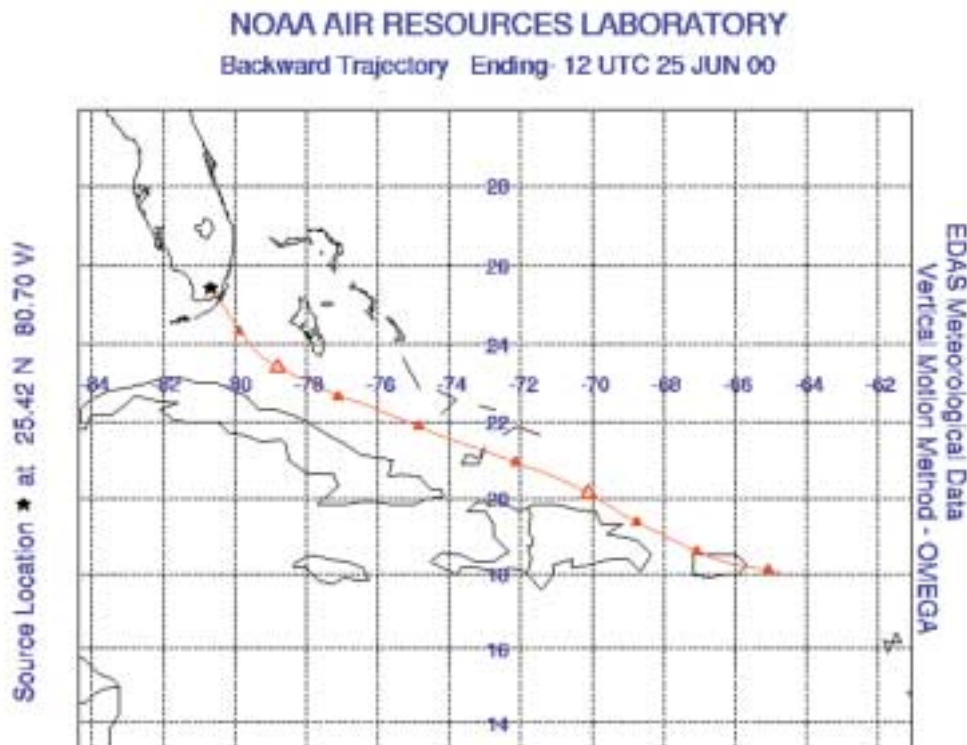 NOAA AIR RESOURCES LABORATORY
Backward Trajectory Ending- 12 UTC 25 JUN 00
Source Location ★ at 25.42 N 80.70 W
28
26
24
-84 -82 -80 -78 -76 -74 -72 -70 -68 -66 -64 -62
22
20
18
16
14
EDAS Meteorological Data
Vertical Motion Method - OMEGA